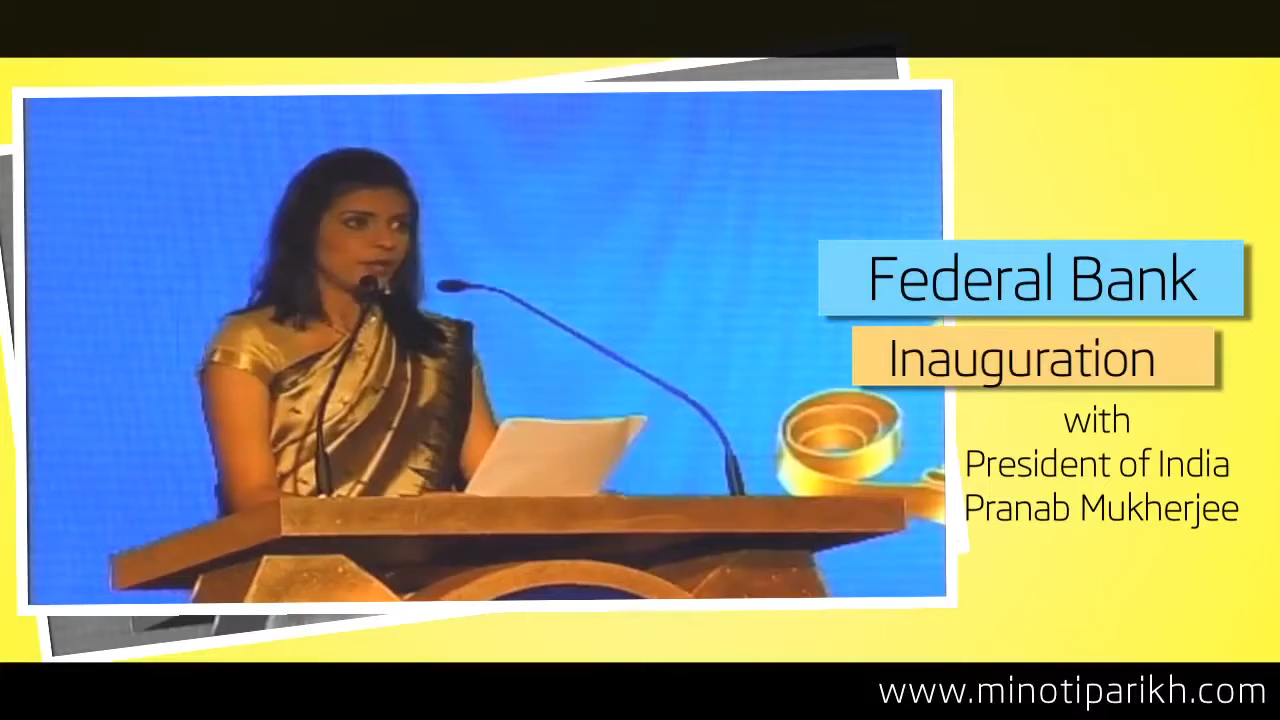 Federal Bank
Inauguration
with
President of India
Pranab Mukherjee
www.minotiparikh.com